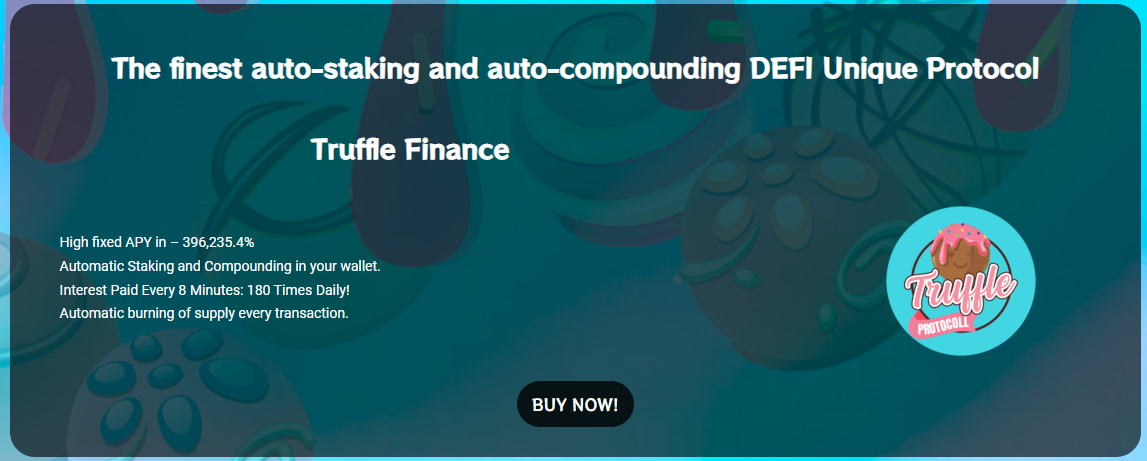 The finest auto-staking and auto-compounding DEFI Unique Protocol
Truffle Finance
High fixed APY in – 396,235.4%
Automatic Staking and Compounding in your wallet.
Interest Paid Every 8 Minutes: 180 Times Daily!
Automatic burning of supply every transaction.
Truffle
PROTOCOLL
BUY NOW!